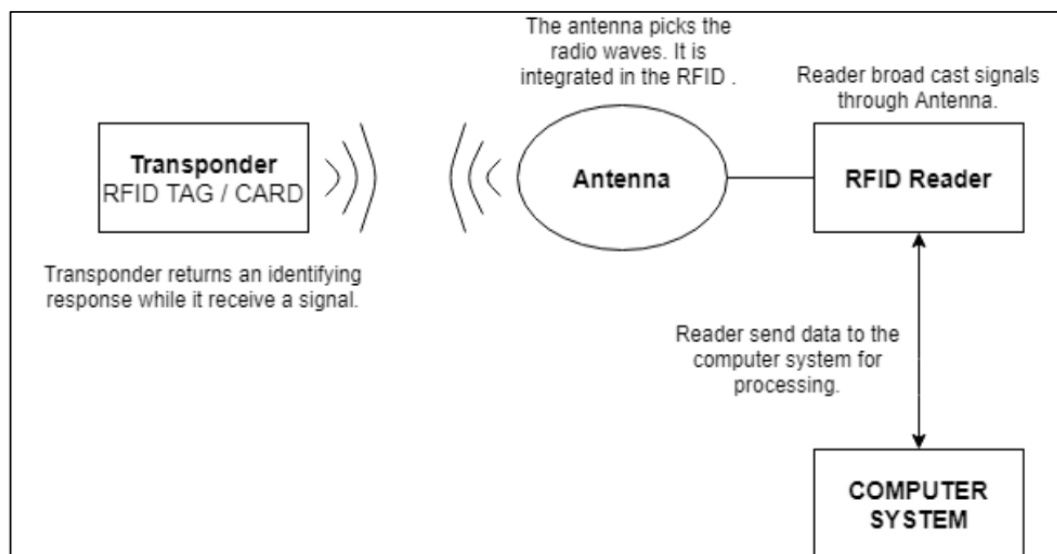 The antenna picks the
radio waves. It is
integrated in the RFID .
Reader broad cast signals
through Antenna.
Transponder
RFID TAG / CARD
Antenna
RFID Reader
Transponder returns an identifying
response while it receive a signal.
Reader send data to the
computer system for
processing.
COMPUTER
SYSTEM